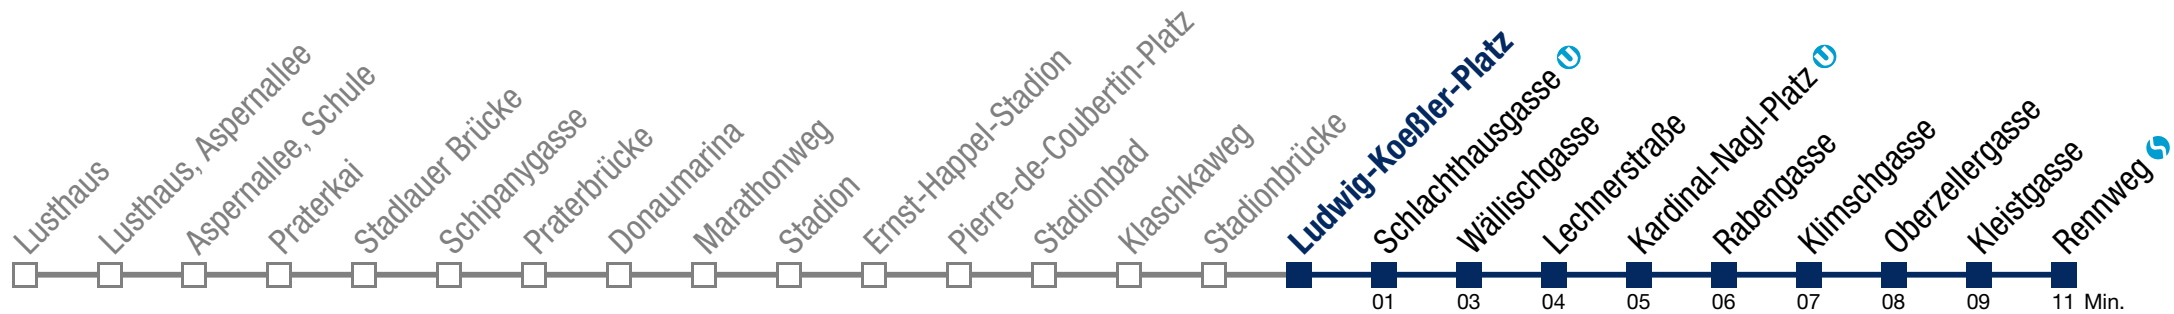 Lusthaus
Lusthaus, Aspernallee
Aspernallee, Schule
Praterkai
Stadlauer Brücke
Schipanygasse
Praterbrücke
Donaumarina
Marathonweg
Stadion
Ernst-Happel-Stadion
Pierre-de-Coubertin-Platz
Stadionbad
Klaschkaweg
Stadionbrücke
Ludwig-Koeßler-Platz
Schlachthausgasse U
Wällischgasse
Lechnerstraße
Kardinal-Nagl-Platz U
Rabengasse
Klimschgasse
Oberzellergasse
Kleistgasse
Rennweg S
01 03 04 05 06 07 08 09 11 Min.